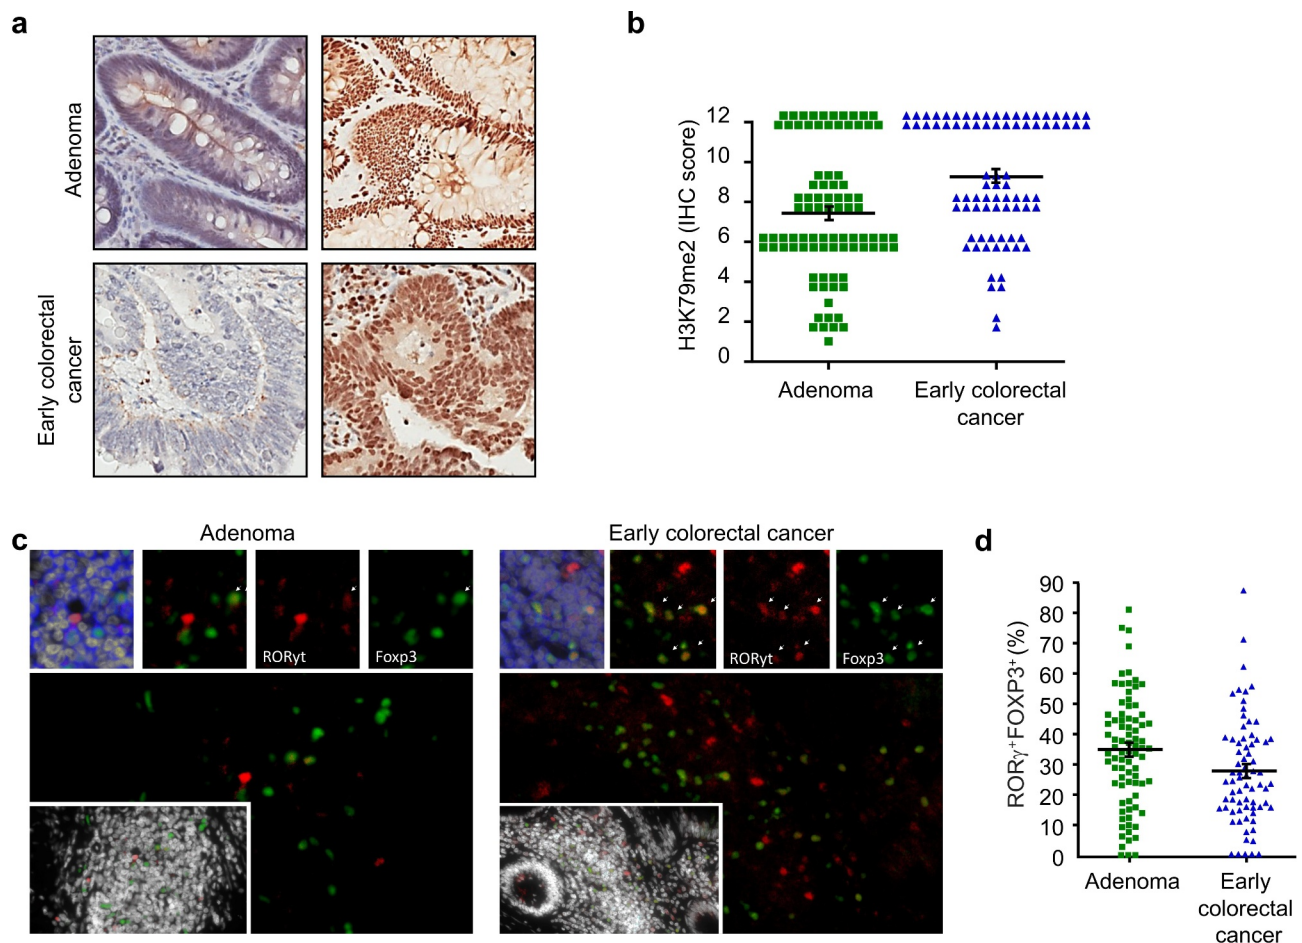 a
Adenoma
Early colorectal
cancer
b
H3K79me2 (IHC score)
12
10
8
6
4
2
0
Adenoma
Early colorectal
cancer
c
Adenoma
Early colorectal cancer
RORγt
Foxp3
RORγt
Foxp3
d
RORγ⁺FOXP3⁺(%)
90
80
70
60
50
40
30
20
10
0
Adenoma
Early
colorectal
cancer